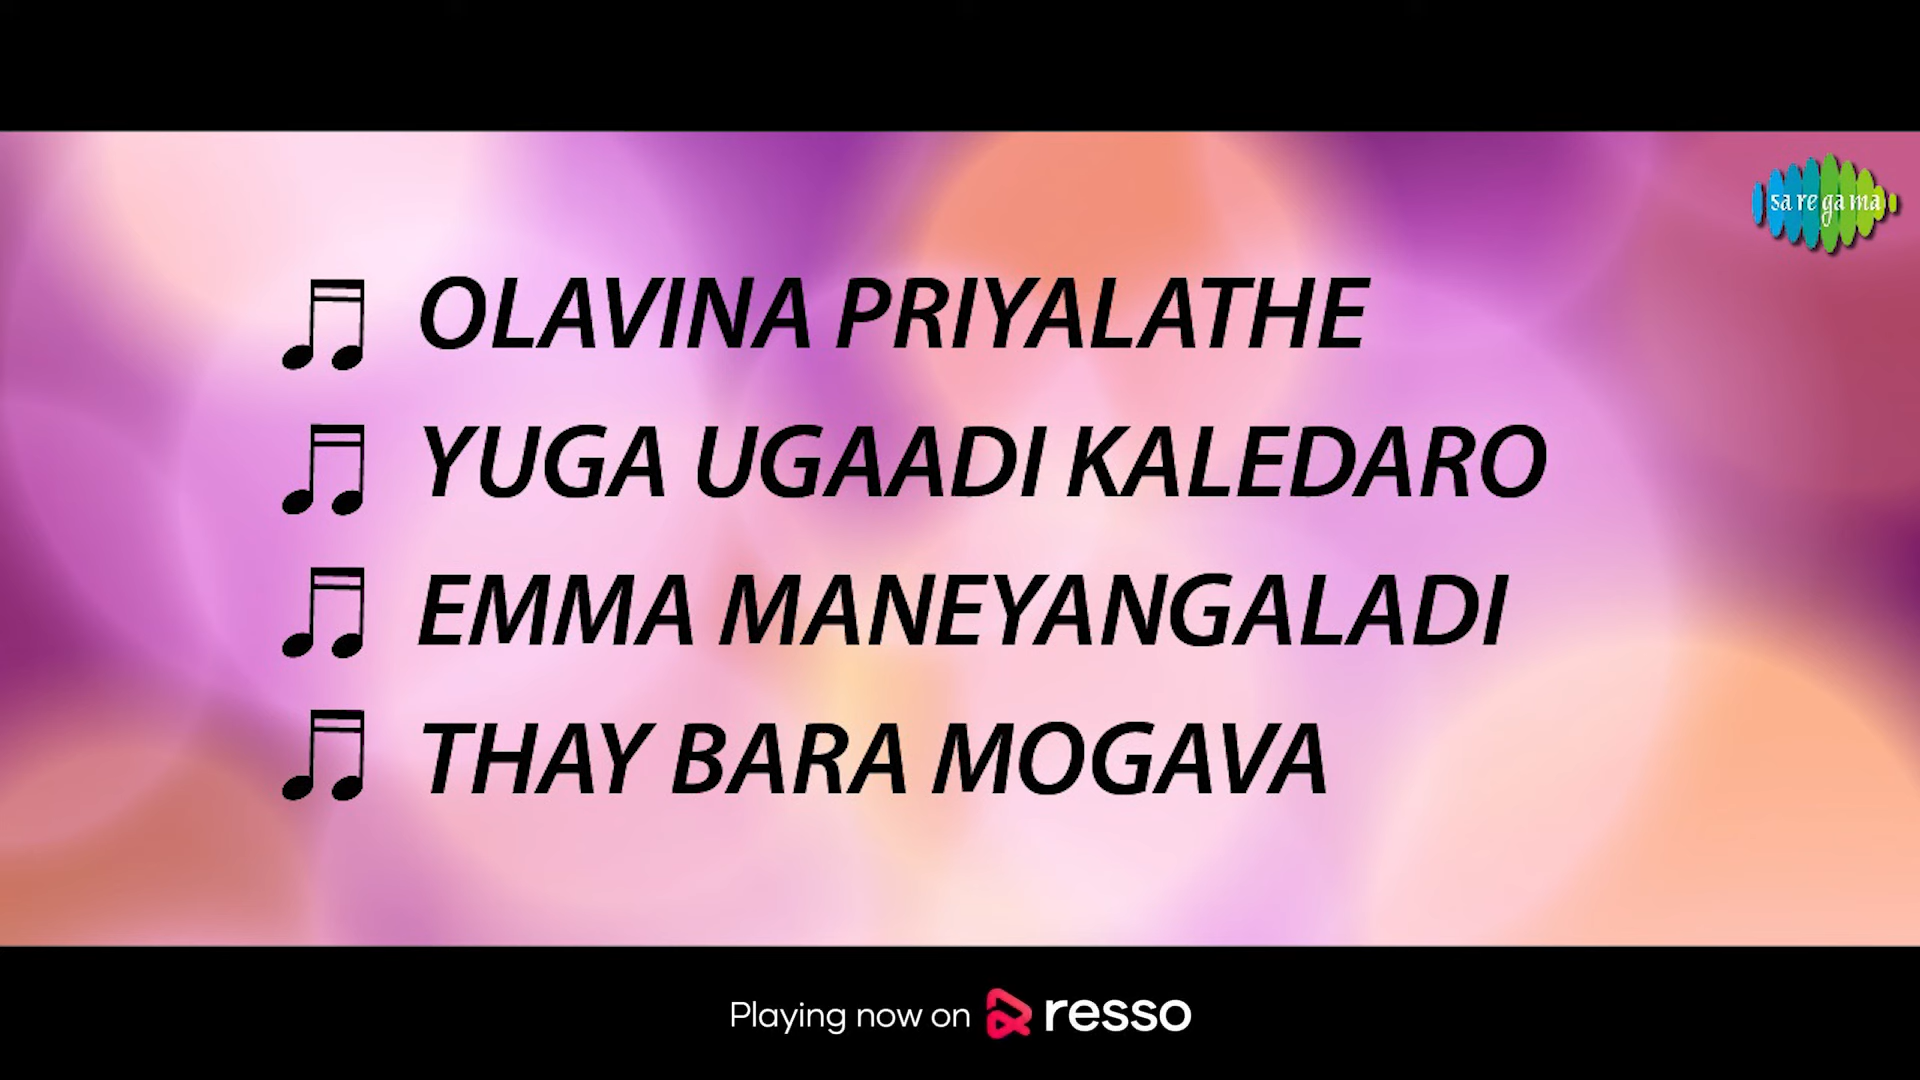 sa re ga ma
OLAVINA PRIYALATHE
YUGA UGAADI KALEDARO
EMMA MANEYANGALADI
THAY BARA MOGAVA
Playing now on resso